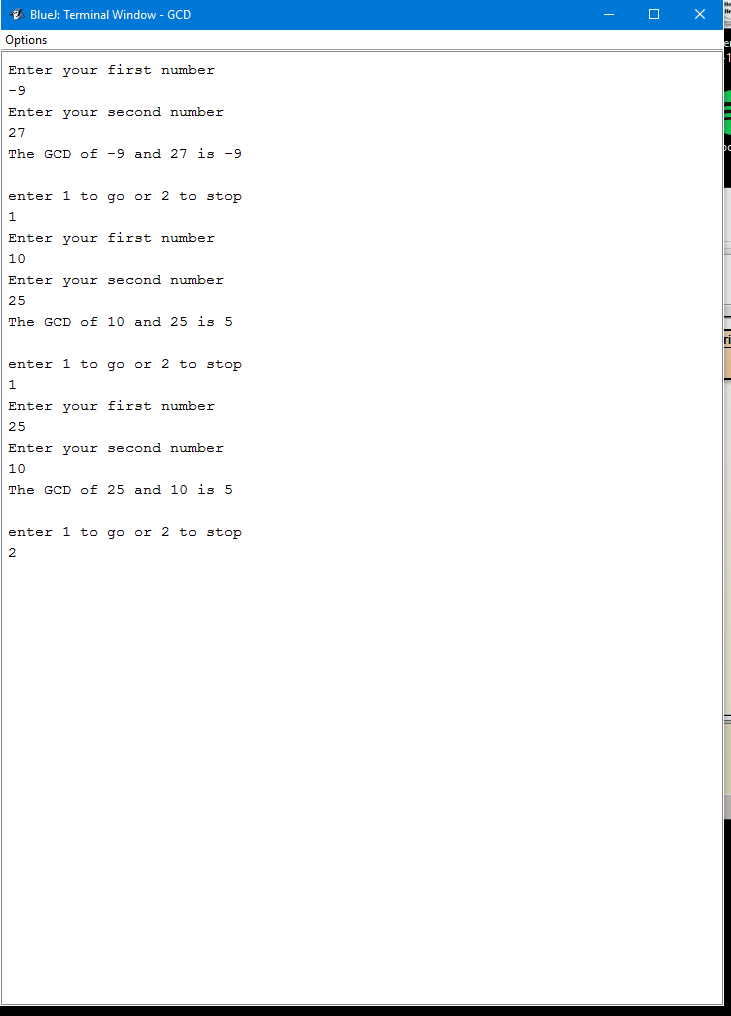 BlueJ: Terminal Window - GCD
Options
Enter your first number
-9
Enter your second number
27
The GCD of -9 and 27 is -9
enter 1 to go or 2 to stop
1
Enter your first number
10
Enter your second number
25
The GCD of 10 and 25 is 5
enter 1 to go or 2 to stop
1
Enter your first number
25
Enter your second number
10
The GCD of 25 and 10 is 5
enter 1 to go or 2 to stop
2